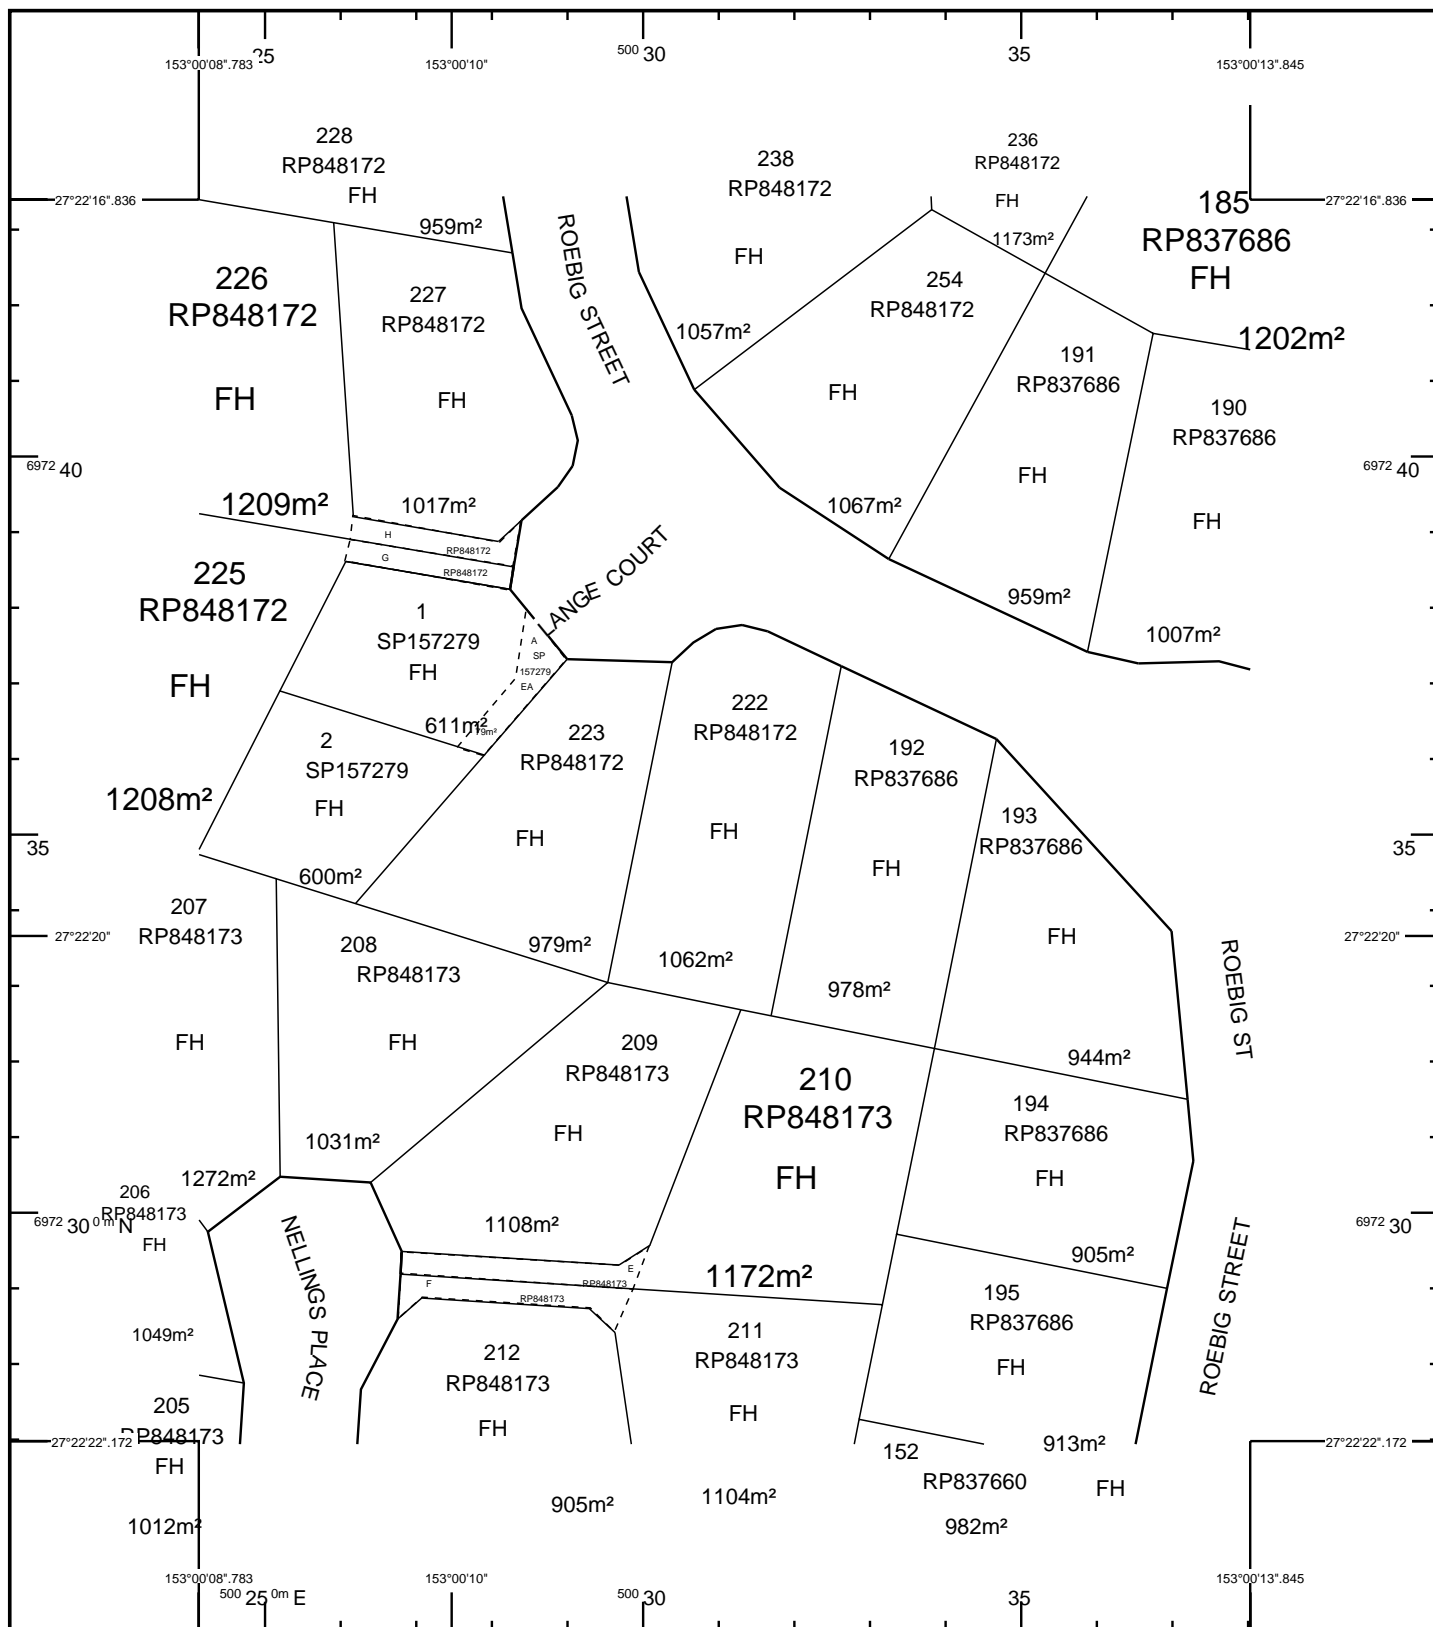 25
500 30
35
153°00'08".783
153°00'10"
153°00'13".845
228
RP848172
FH
959m²
238
RP848172
FH
1057m²
236
RP848172
FH
1173m²
185
RP837686
FH
1202m²
27°22'16".836
27°22'16".836
226
RP848172
FH
1209m²
227
RP848172
FH
1017m²
ROEBIG STREET
254
RP848172
FH
1067m²
191
RP837686
FH
959m²
190
RP837686
FH
1007m²
6972 40
6972 40
H
RP848172
G
RP848172
225
RP848172
FH
1208m²
1
SP157279
FH
611m²
ANGE COURT
A
SP
157279
EA
79m²
2
SP157279
FH
600m²
223
RP848172
FH
979m²
222
RP848172
FH
1062m²
192
RP837686
FH
978m²
193
RP837686
FH
944m²
35
35
207
RP848173
FH
1272m²
27°22'20"
27°22'20"
208
RP848173
FH
1031m²
209
RP848173
FH
1108m²
210
RP848173
FH
1172m²
194
RP837686
FH
905m²
ROEBIG ST
206
RP848173
FH
1049m²
6972 30 0 m N
6972 30
NELLINGS PLACE
E
RP848173
F
RP848173
195
RP837686
FH
913m²
ROEBIG STREET
211
RP848173
FH
1104m²
212
RP848173
FH
905m²
205
RP848173
FH
1012m²
27°22'22".172
27°22'22".172
152
RP837660
FH
982m²
153°00'08".783
153°00'10"
153°00'13".845
500 25 0m E
500 30
35